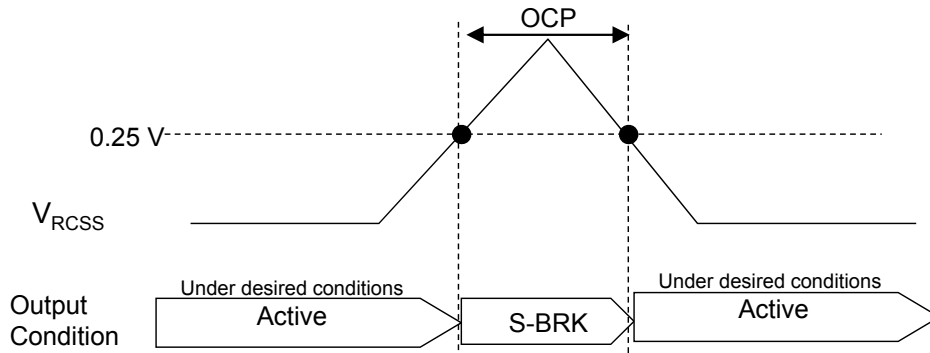 OCP
0.25 V
VRCSS
Under desired conditions
Under desired conditions
Output
Condition
Active
S-BRK
Active